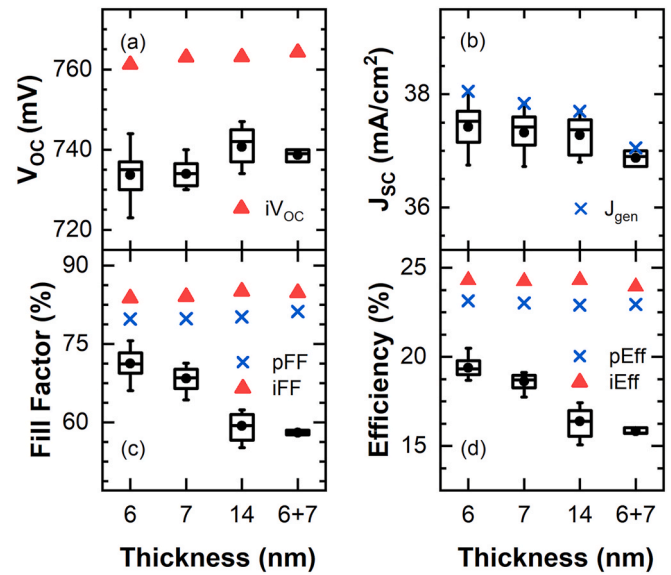 (a)
V_OC (mV)
760
740
720
iV_OC
(b)
J_SC (mA/cm²)
38
36
J_gen
(c)
Fill Factor (%)
90
75
60
pFF
iFF
6 7 14 6+7
Thickness (nm)
(d)
Efficiency (%)
25
20
15
pEff
iEff
6 7 14 6+7
Thickness (nm)